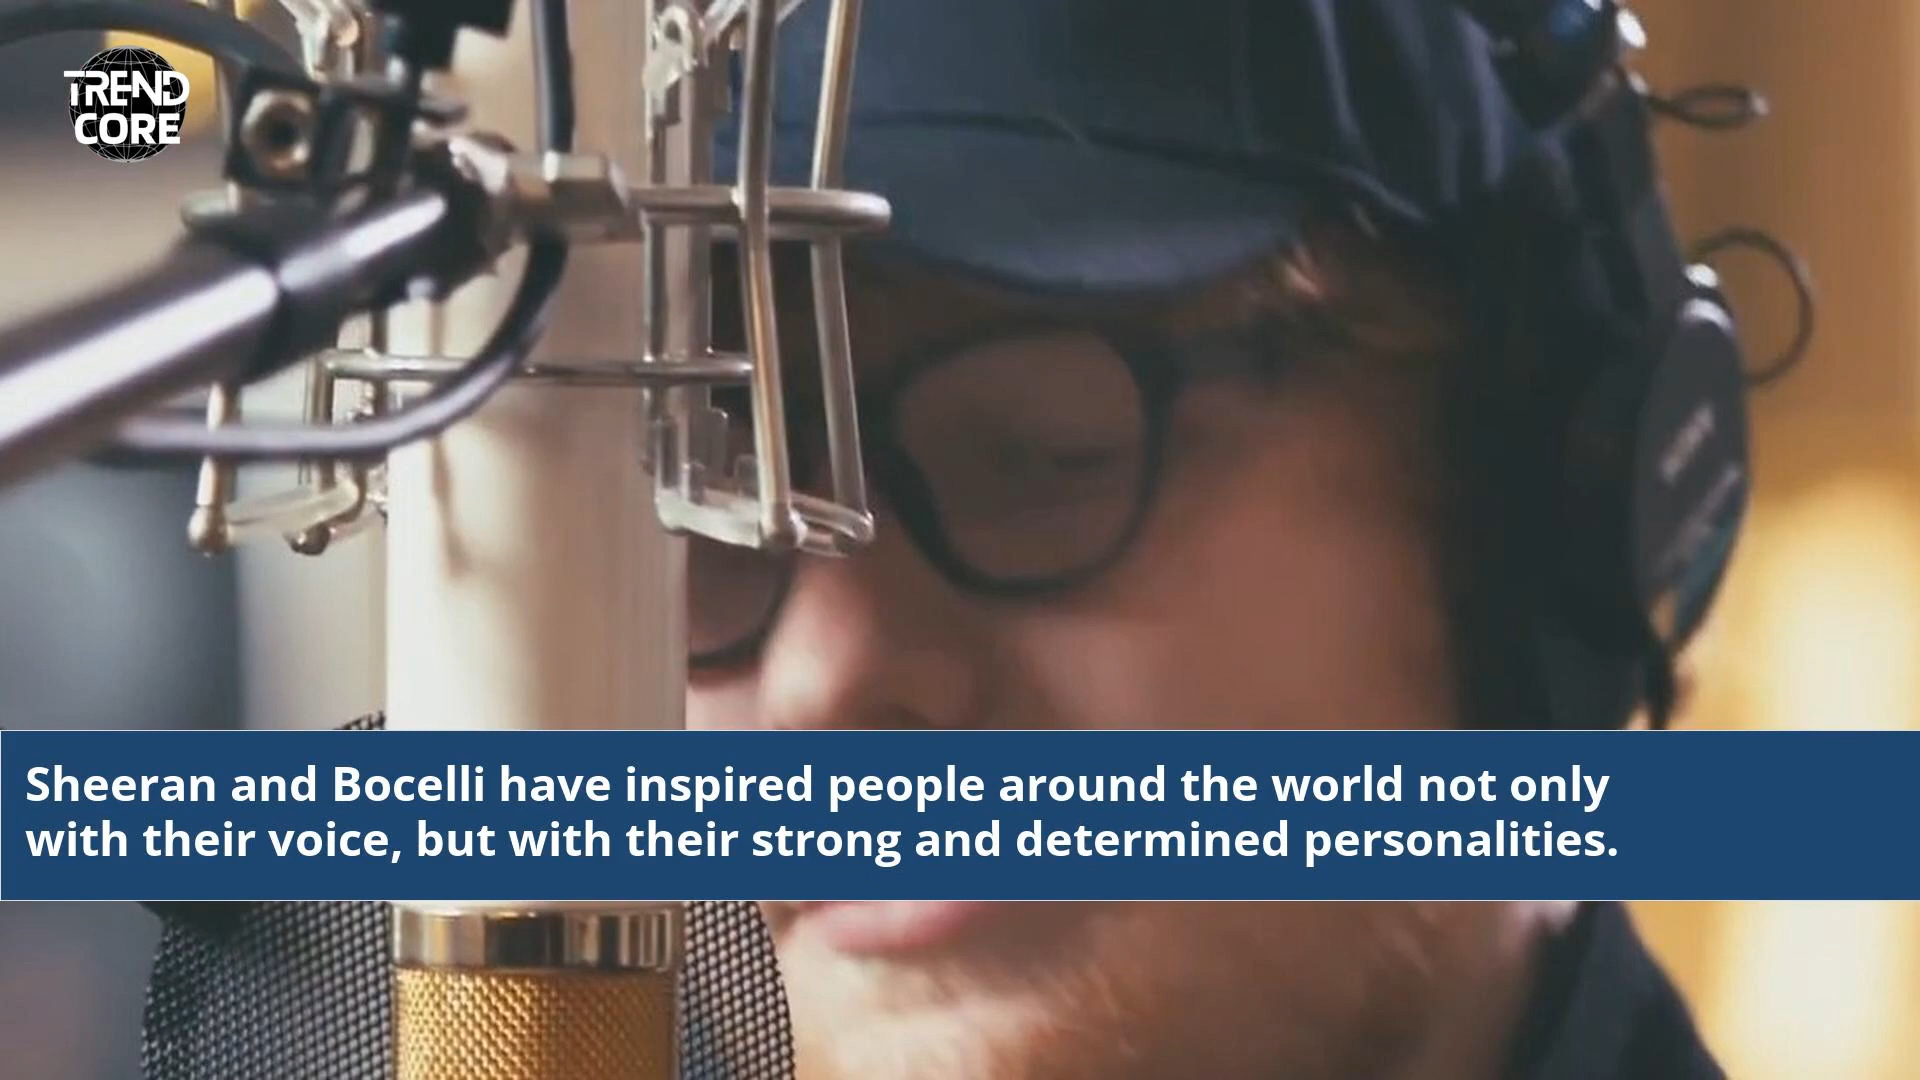 TREND
CORE
Sheeran and Bocelli have inspired people around the world not only
with their voice, but with their strong and determined personalities.